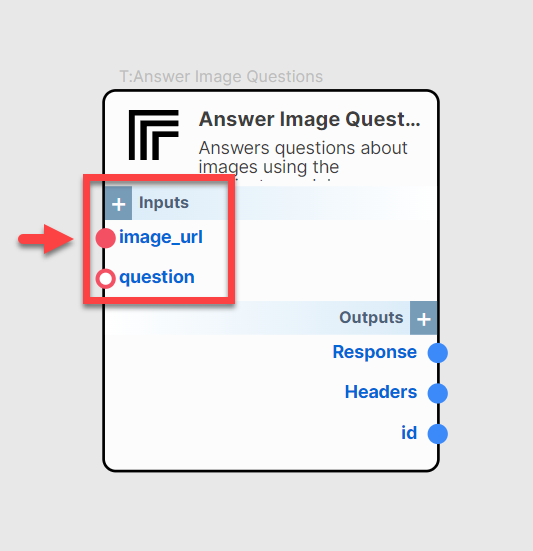 T:Answer Image Questions
Answer Image Quest...
Answers questions about
images using the
+ Inputs
image_url
question
Outputs +
Response
Headers
id